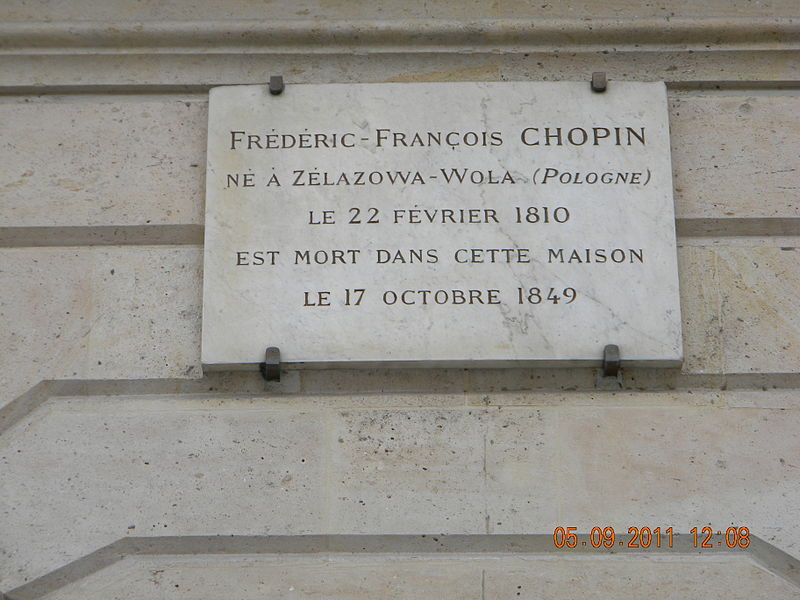 FRÉDÉRIC-FRANÇOIS CHOPIN
NÉ À ZÉLAZOWA-WOLA (POLOGNE)
LE 22 FÉVRIER 1810
EST MORT DANS CETTE MAISON
LE 17 OCTOBRE 1849
05.09.2011 12:08